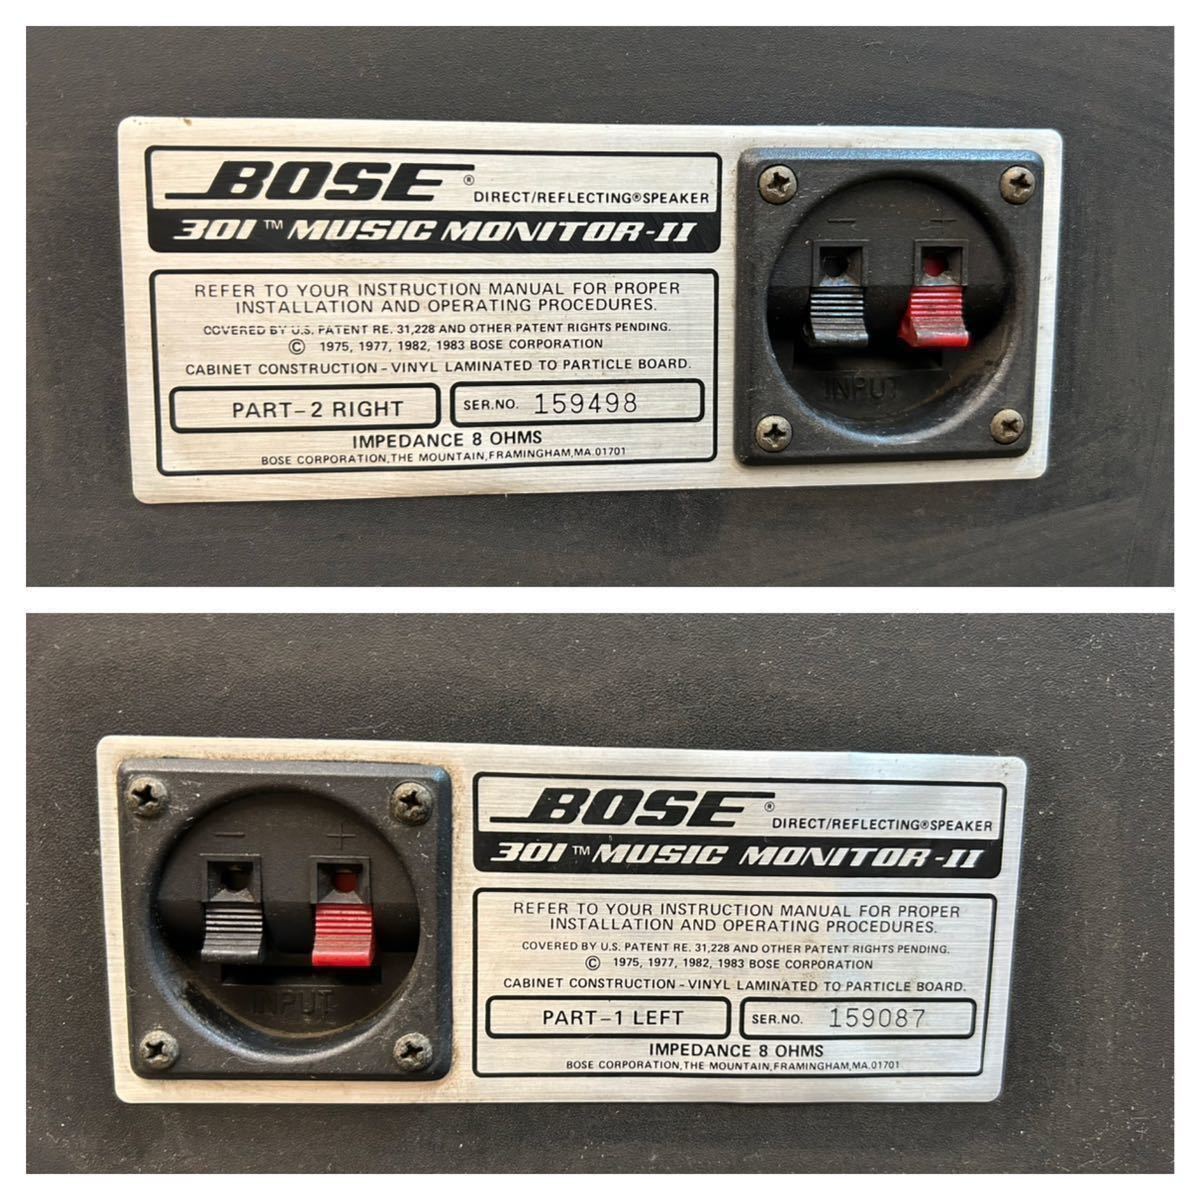 BOSE®
DIRECT/REFLECTING®SPEAKER
301™ MUSIC MONITOR-II
REFER TO YOUR INSTRUCTION MANUAL FOR PROPER
INSTALLATION AND OPERATING PROCEDURES.
COVERED BY U.S. PATENT RE. 31,228 AND OTHER PATENT RIGHTS PENDING.
© 1975, 1977, 1982, 1983 BOSE CORPORATION
CABINET CONSTRUCTION - VINYL LAMINATED TO PARTICLE BOARD.
PART-2 RIGHT
SER.NO. 159498
IMPEDANCE 8 OHMS
BOSE CORPORATION,THE MOUNTAIN,FRAMINGHAM,MA.01701
- +
INPUT
- +
INPUT
BOSE®
DIRECT/REFLECTING®SPEAKER
301™ MUSIC MONITOR-II
REFER TO YOUR INSTRUCTION MANUAL FOR PROPER
INSTALLATION AND OPERATING PROCEDURES.
COVERED BY U.S. PATENT RE. 31,228 AND OTHER PATENT RIGHTS PENDING.
© 1975, 1977, 1982, 1983 BOSE CORPORATION
CABINET CONSTRUCTION - VINYL LAMINATED TO PARTICLE BOARD.
PART-1 LEFT
SER.NO. 159087
IMPEDANCE 8 OHMS
BOSE CORPORATION,THE MOUNTAIN,FRAMINGHAM,MA.01701